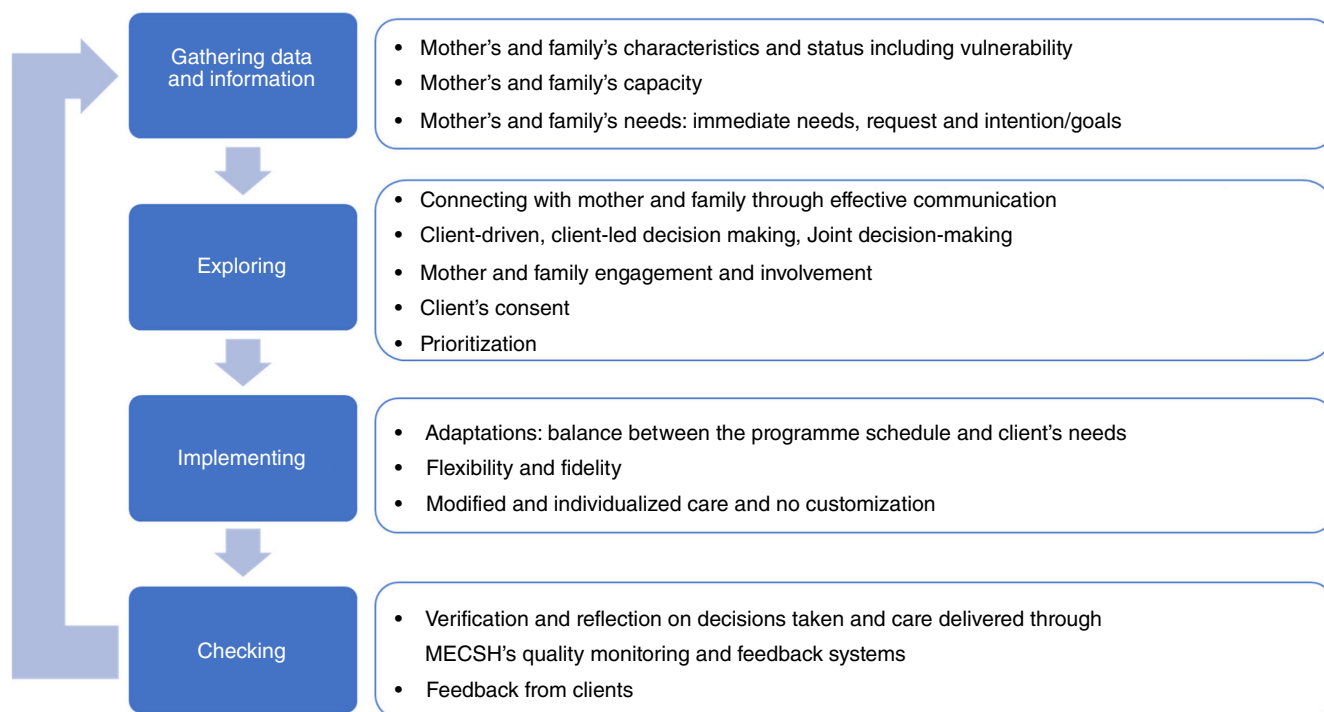 Gathering data
and information
• Mother's and family's characteristics and status including vulnerability
• Mother's and family's capacity
• Mother's and family's needs: immediate needs, request and intention/goals
Exploring
• Connecting with mother and family through effective communication
• Client-driven, client-led decision making, Joint decision-making
• Mother and family engagement and involvement
• Client's consent
• Prioritization
Implementing
• Adaptations: balance between the programme schedule and client's needs
• Flexibility and fidelity
• Modified and individualized care and no customization
Checking
• Verification and reflection on decisions taken and care delivered through
MECSH's quality monitoring and feedback systems
• Feedback from clients